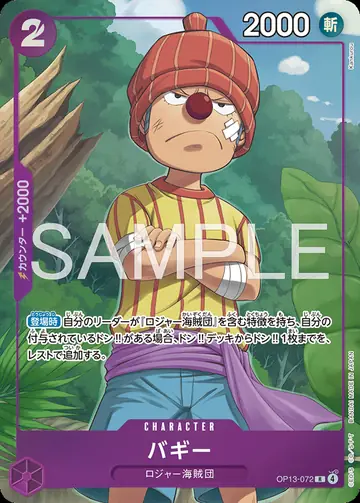 2
2000
斬
カウンター +2000
SAMPLE
登場時 自分のリーダーが『ロジャー海賊団』を含む特徴を持ち、自分の
付与されているドン!!がある場合、ドン!!デッキからドン!!1枚までを、
レストで追加する。
CHARACTER
バギー
ロジャー海賊団
OP13-072 R 4